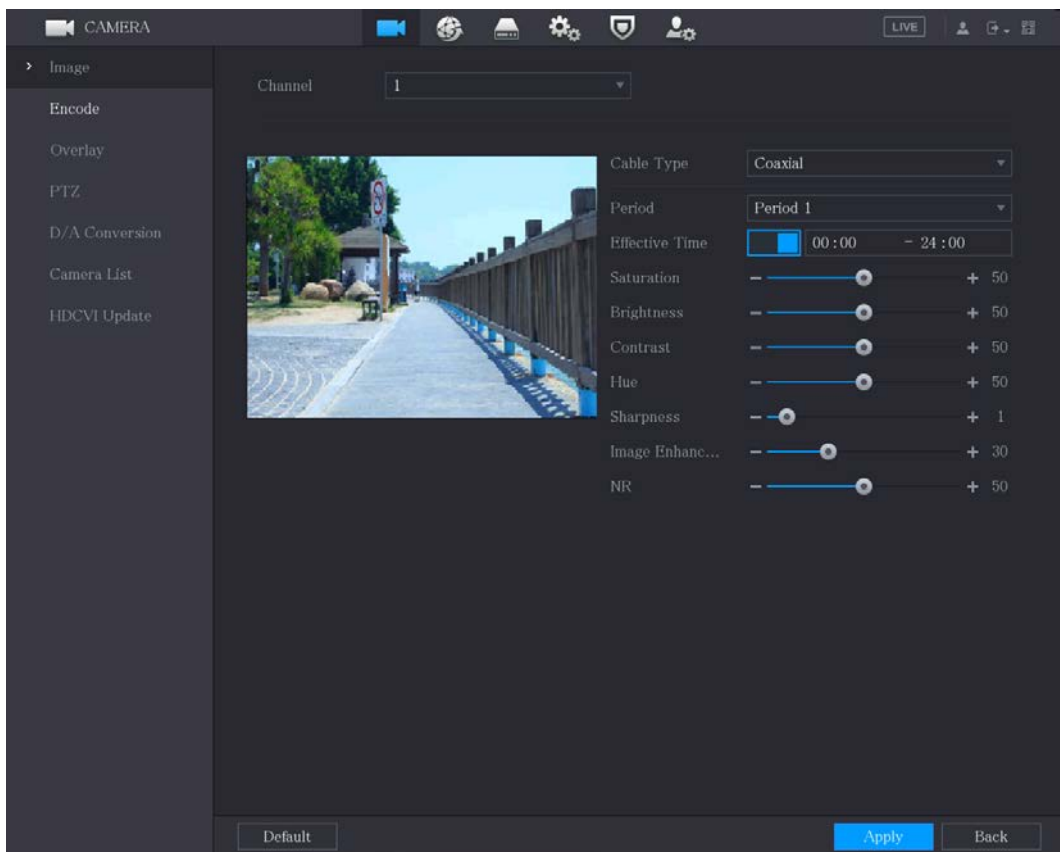 CAMERA
LIVE
Image
Encode
Overlay
PTZ
D/A Conversion
Camera List
HDCVI Update
Channel 1
Cable Type Coaxial
Period Period 1
Effective Time 00:00 - 24:00
Saturation 50
Brightness 50
Contrast 50
Hue 50
Sharpness 1
Image Enhanc... 30
NR 50
Default Apply Back